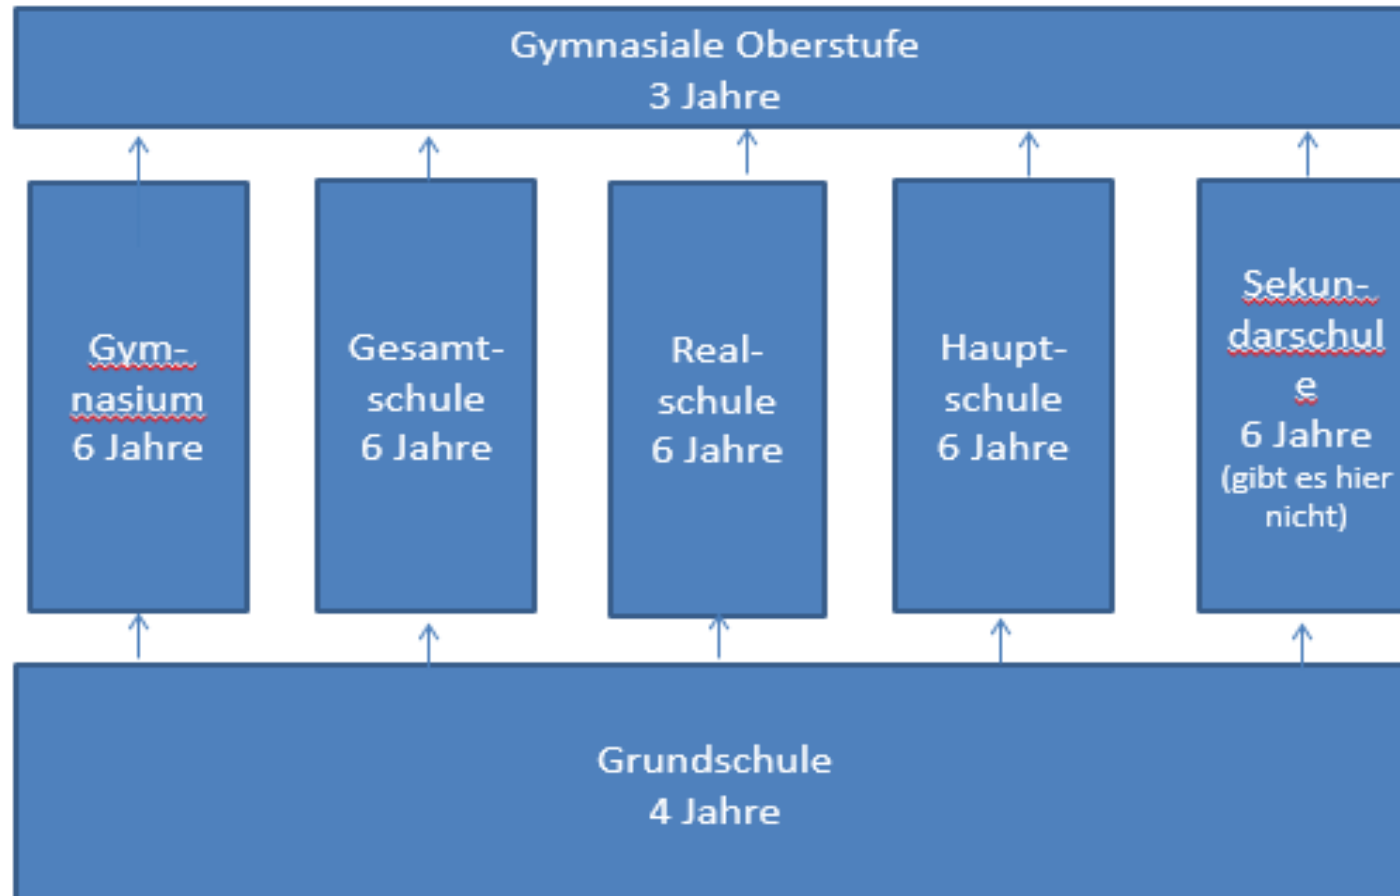 Gymnasiale Oberstufe
3 Jahre
Gym-
nasium
6 Jahre
Gesamt-
schule
6 Jahre
Real-
schule
6 Jahre
Haupt-
schule
6 Jahre
Sekun-
darschul
e
6 Jahre
(gibt es hier
nicht)
Grundschule
4 Jahre